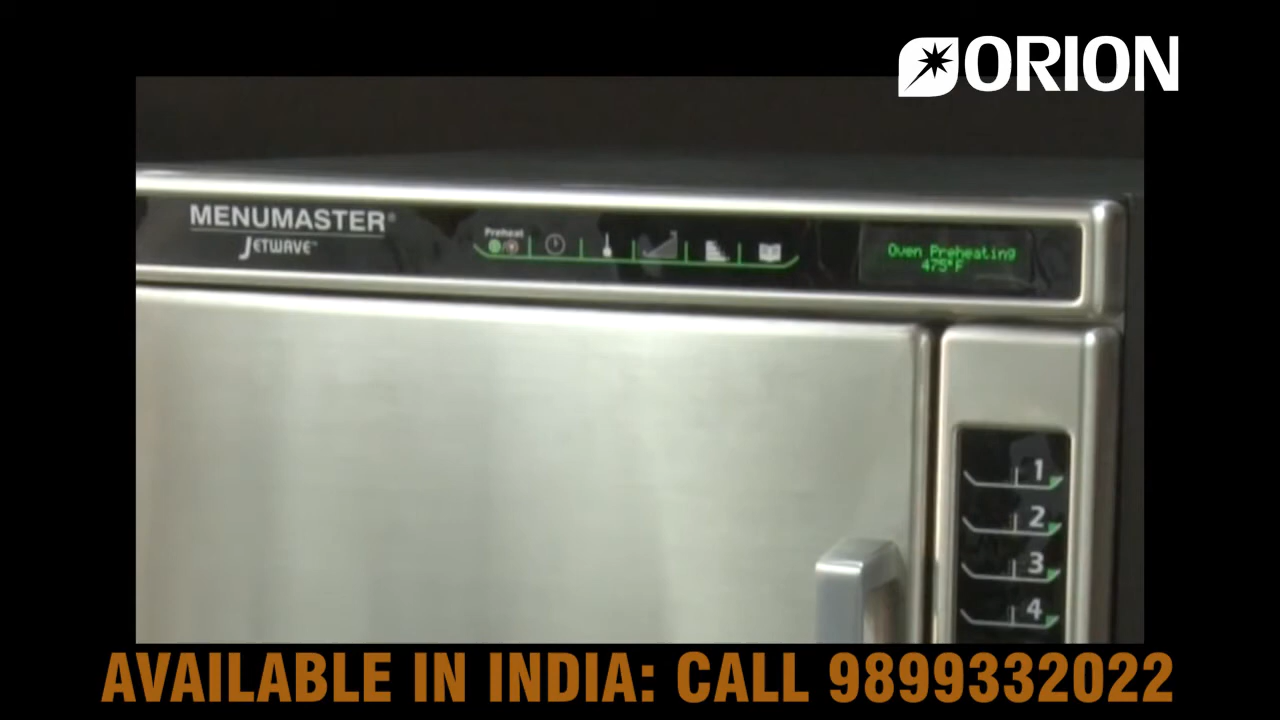 ORION
MENUMASTER®
JETWAVE™
Preheat
Oven Preheating
475°F
1
2
3
4
AVAILABLE IN INDIA: CALL 9899332022